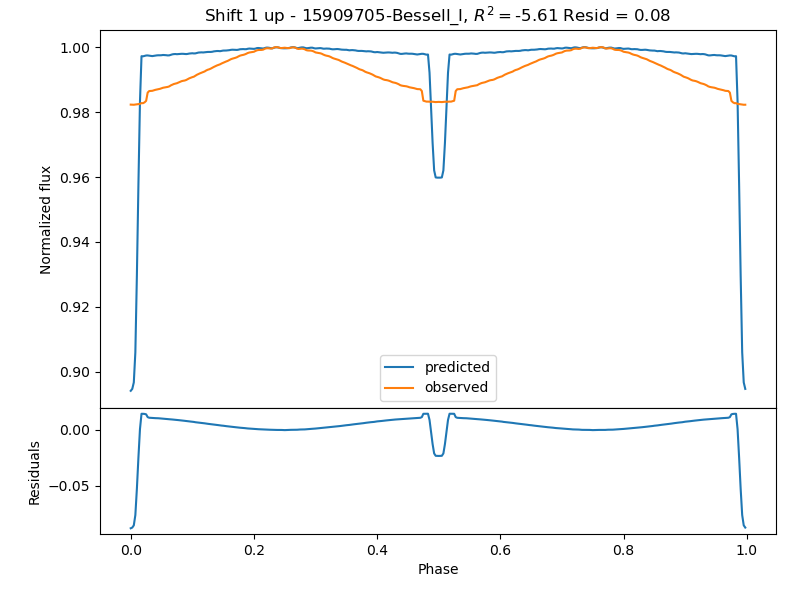 Shift 1 up - 15909705-Bessell_I, R² = -5.61 Resid = 0.08
1.00
0.98
0.96
0.94
0.92
0.90
Normalized flux
predicted
observed
0.00
−0.05
Residuals
0.0 0.2 0.4 0.6 0.8 1.0
Phase